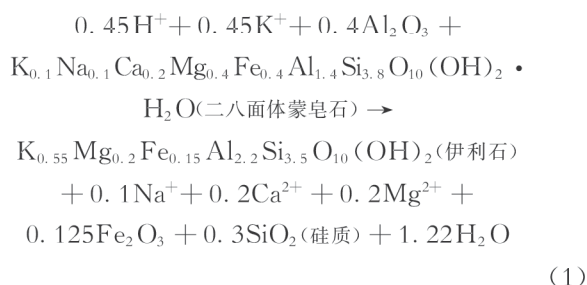 0.45H⁺＋0.45K⁺＋0.4Al₂O₃＋
K₀.₁Na₀.₁Ca₀.₂Mg₀.₄Fe₀.₄Al₁.₄Si₃.₈O₁₀(OH)₂·
H₂O(二八面体蒙皂石)→
K₀.₅₅Mg₀.₂Fe₀.₁₅Al₂.₂Si₃.₅O₁₀(OH)₂(伊利石)
＋0.1Na⁺＋0.2Ca²⁺＋0.2Mg²⁺＋
0.125Fe₂O₃＋0.3SiO₂(硅质)＋1.22H₂O
(1)